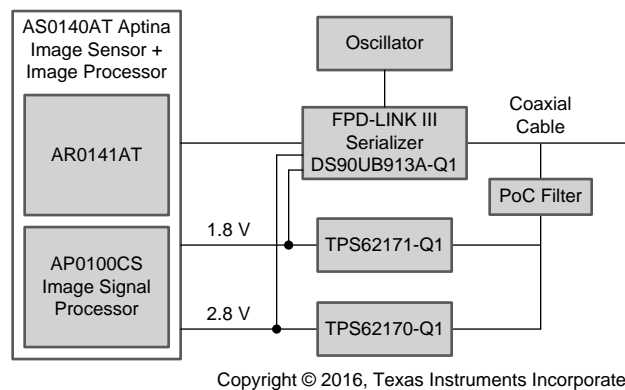 AS0140AT Aptina
Image Sensor +
Image Processor
AR0141AT
AP0100CS
Image Signal
Processor
Oscillator
FPD-LINK III
Serializer
DS90UB913A-Q1
Coaxial
Cable
PoC Filter
1.8 V
TPS62171-Q1
2.8 V
TPS62170-Q1
Copyright © 2016, Texas Instruments Incorporate